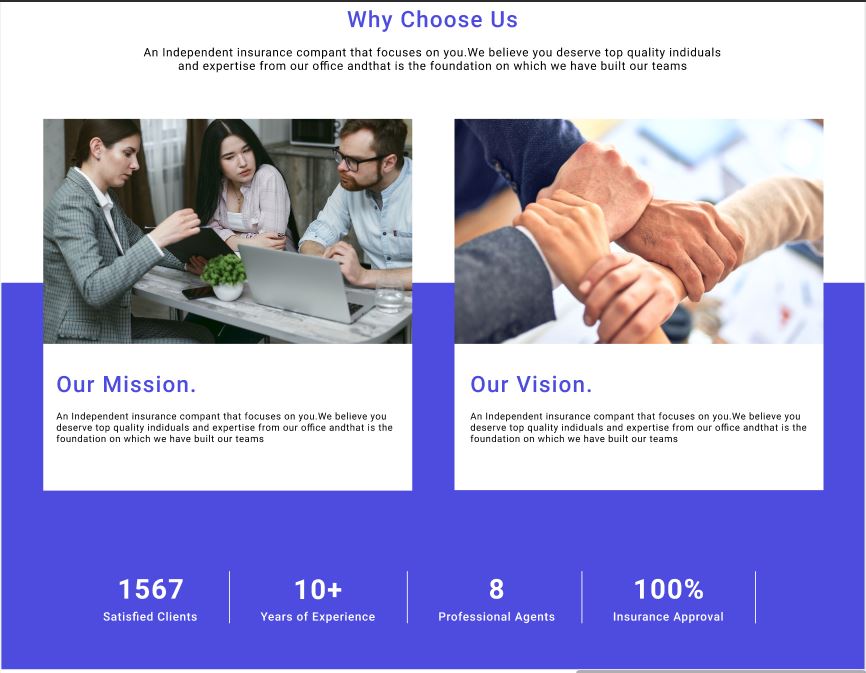 Why Choose Us
An Independent insurance compant that focuses on you.We believe you deserve top quality indiduals
and expertise from our office andthat is the foundation on which we have built our teams
Our Mission.
An Independent insurance compant that focuses on you.We believe you
deserve top quality indiduals and expertise from our office andthat is the
foundation on which we have built our teams
Our Vision.
An Independent insurance compant that focuses on you.We believe you
deserve top quality indiduals and expertise from our office andthat is the
foundation on which we have built our teams
1567
Satisfied Clients
10+
Years of Experience
8
Professional Agents
100%
Insurance Approval